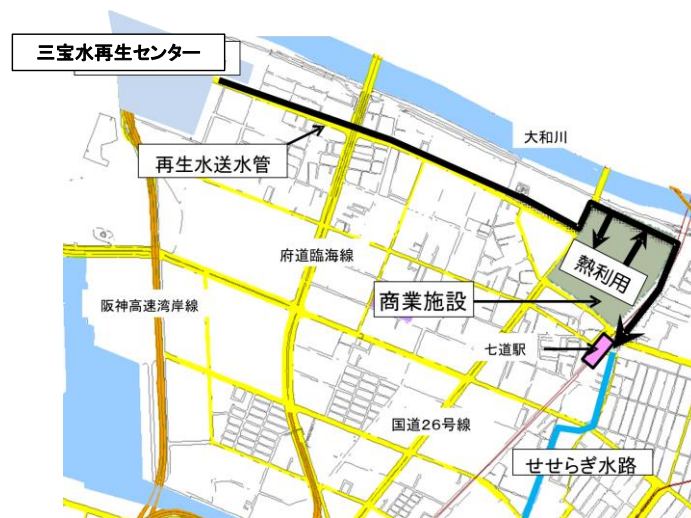 三宝水再生センター
大和川
再生水送水管
府道臨海線
熱利用
阪神高速湾岸線
商業施設
七道駅
国道26号線
せせらぎ水路